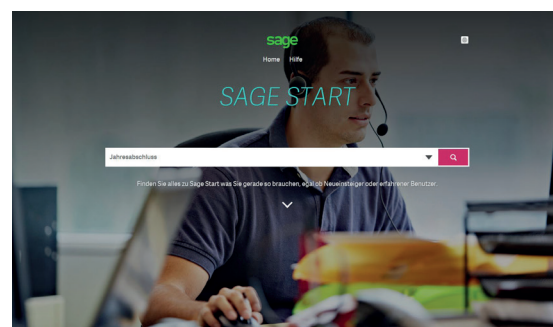 sage
Home Hilfe
SAGE START
Jahresabschluss
Finden Sie alles zu Sage Start was Sie gerade so brauchen, egal ob Neueinsteiger oder erfahrener Benutzer.